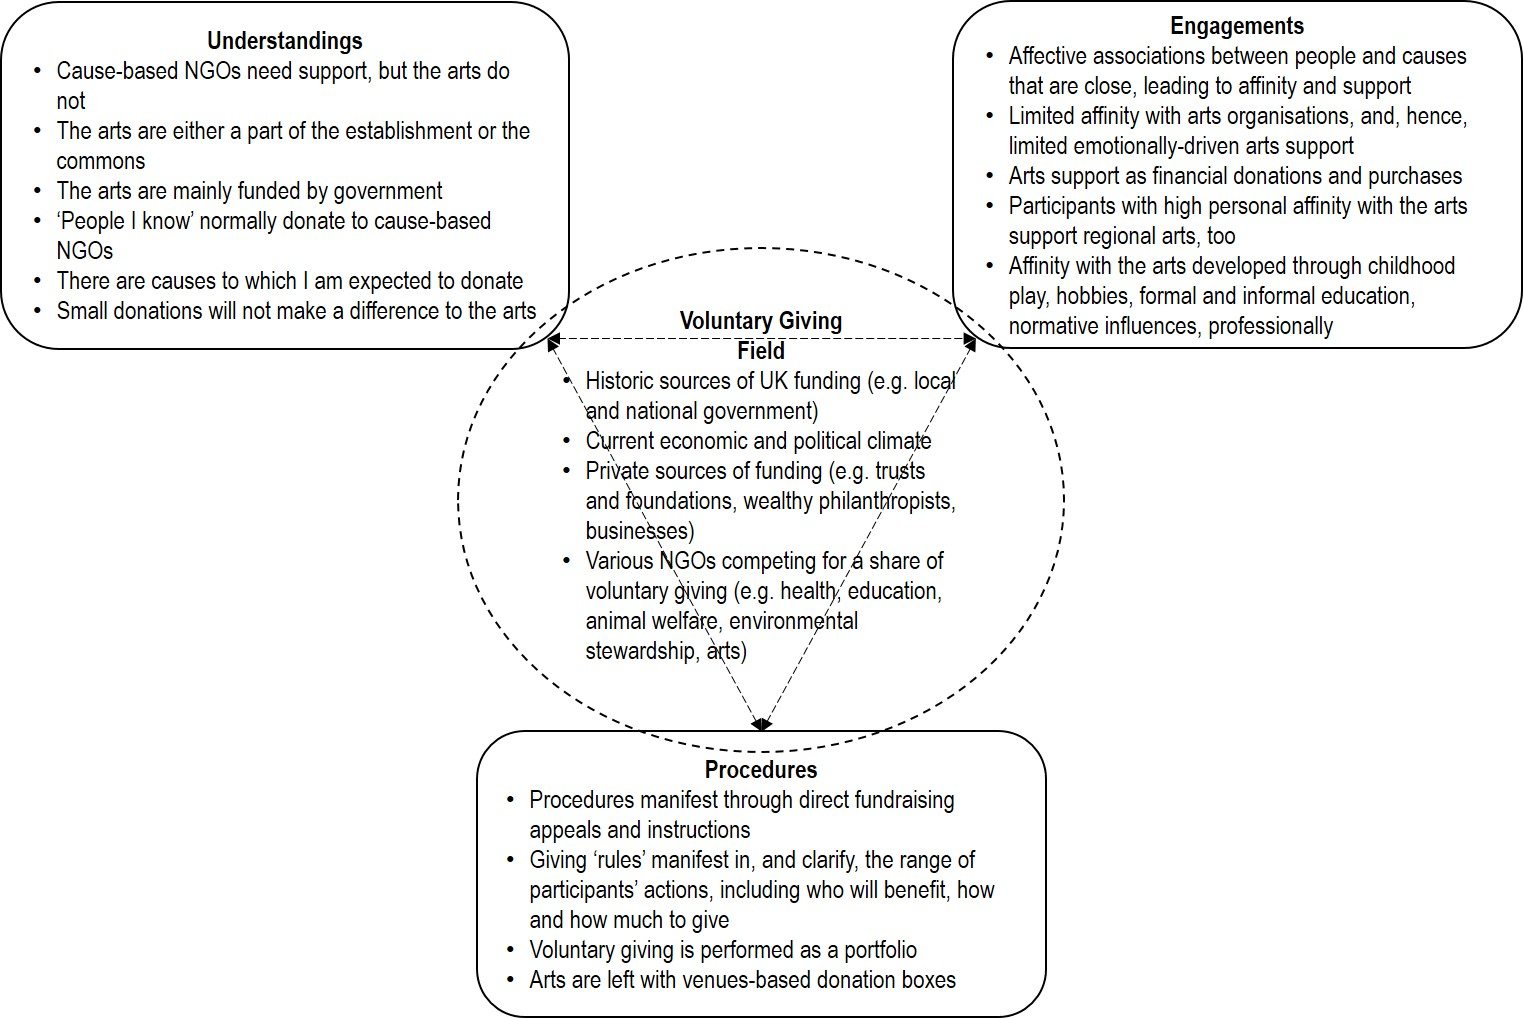 Understandings
• Cause-based NGOs need support, but the arts do
not
• The arts are either a part of the establishment or the
commons
• The arts are mainly funded by government
• ‘People I know’ normally donate to cause-based
NGOs
• There are causes to which I am expected to donate
• Small donations will not make a difference to the arts
Engagements
• Affective associations between people and causes
that are close, leading to affinity and support
• Limited affinity with arts organisations, and, hence,
limited emotionally-driven arts support
• Arts support as financial donations and purchases
• Participants with high personal affinity with the arts
support regional arts, too
• Affinity with the arts developed through childhood
play, hobbies, formal and informal education,
normative influences, professionally
Voluntary Giving
Field
• Historic sources of UK funding (e.g. local
and national government)
• Current economic and political climate
• Private sources of funding (e.g. trusts
and foundations, wealthy philanthropists,
businesses)
• Various NGOs competing for a share of
voluntary giving (e.g. health, education,
animal welfare, environmental
stewardship, arts)
Procedures
• Procedures manifest through direct fundraising
appeals and instructions
• Giving ‘rules’ manifest in, and clarify, the range of
participants’ actions, including who will benefit, how
and how much to give
• Voluntary giving is performed as a portfolio
• Arts are left with venues-based donation boxes